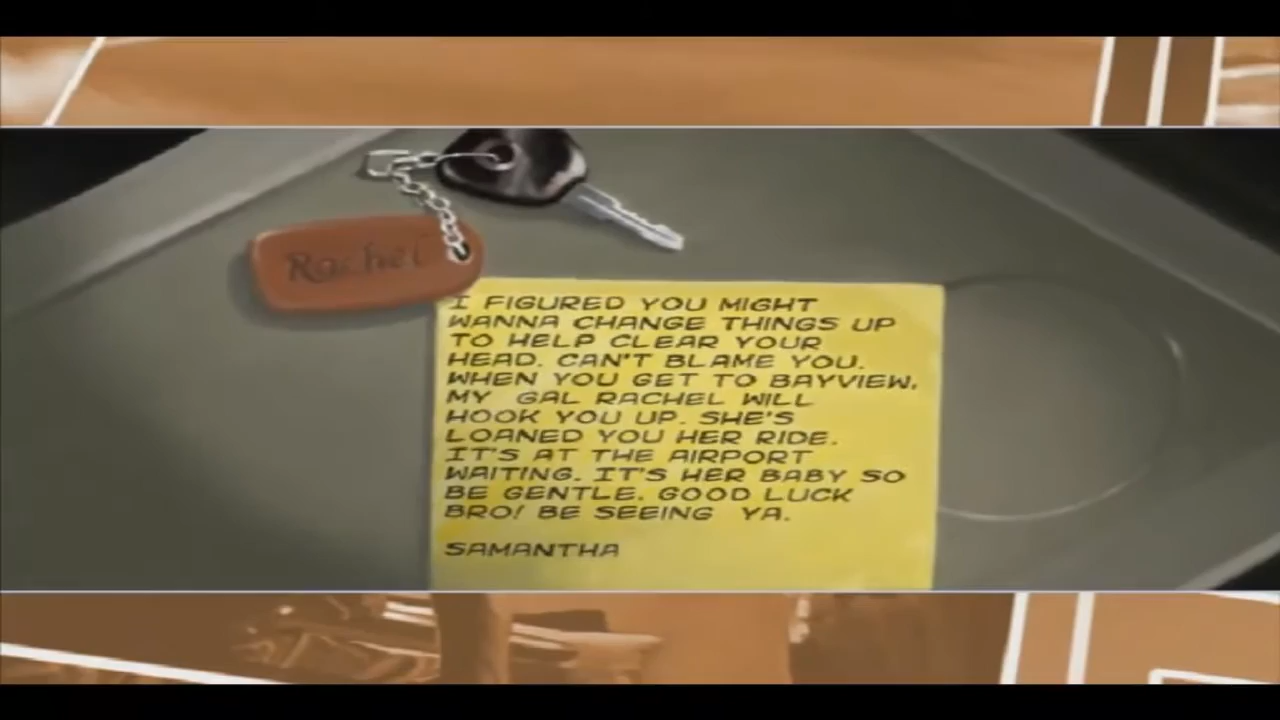 Rachel
I FIGURED YOU MIGHT
WANNA CHANGE THINGS UP
TO HELP CLEAR YOUR
HEAD. CAN'T BLAME YOU.
WHEN YOU GET TO BAYVIEW,
MY GAL RACHEL WILL
HOOK YOU UP. SHE'S
LOANED YOU HER RIDE.
IT'S AT THE AIRPORT
WAITING. IT'S HER BABY SO
BE GENTLE. GOOD LUCK
BRO! BE SEEING YA.
SAMANTHA